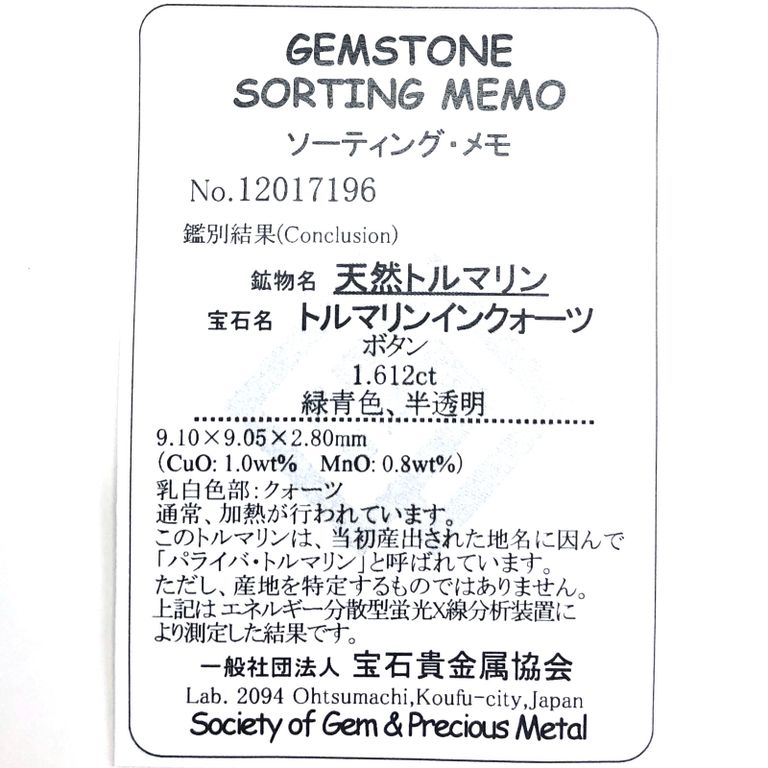 GEMSTONE
SORTING MEMO
ソーティング・メモ
No.12017196
鑑別結果(Conclusion)
鉱物名 天然トルマリン
宝石名 トルマリンインクォーツ
ボタン
1.612ct
緑青色、半透明
9.10×9.05×2.80mm
(CuO: 1.0wt% MnO: 0.8wt%)
乳白色部:クォーツ
通常、加熱が行われています。
このトルマリンは、当初産出された地名に因んで
「パライバ・トルマリン」と呼ばれています。
ただし、産地を特定するものではありません。
上記はエネルギー分散型蛍光X線分析装置に
より測定した結果です。
一般社団法人 宝石貴金属協会
Lab. 2094 Ohtsumachi,Koufu-city,Japan
Society of Gem & Precious Metal